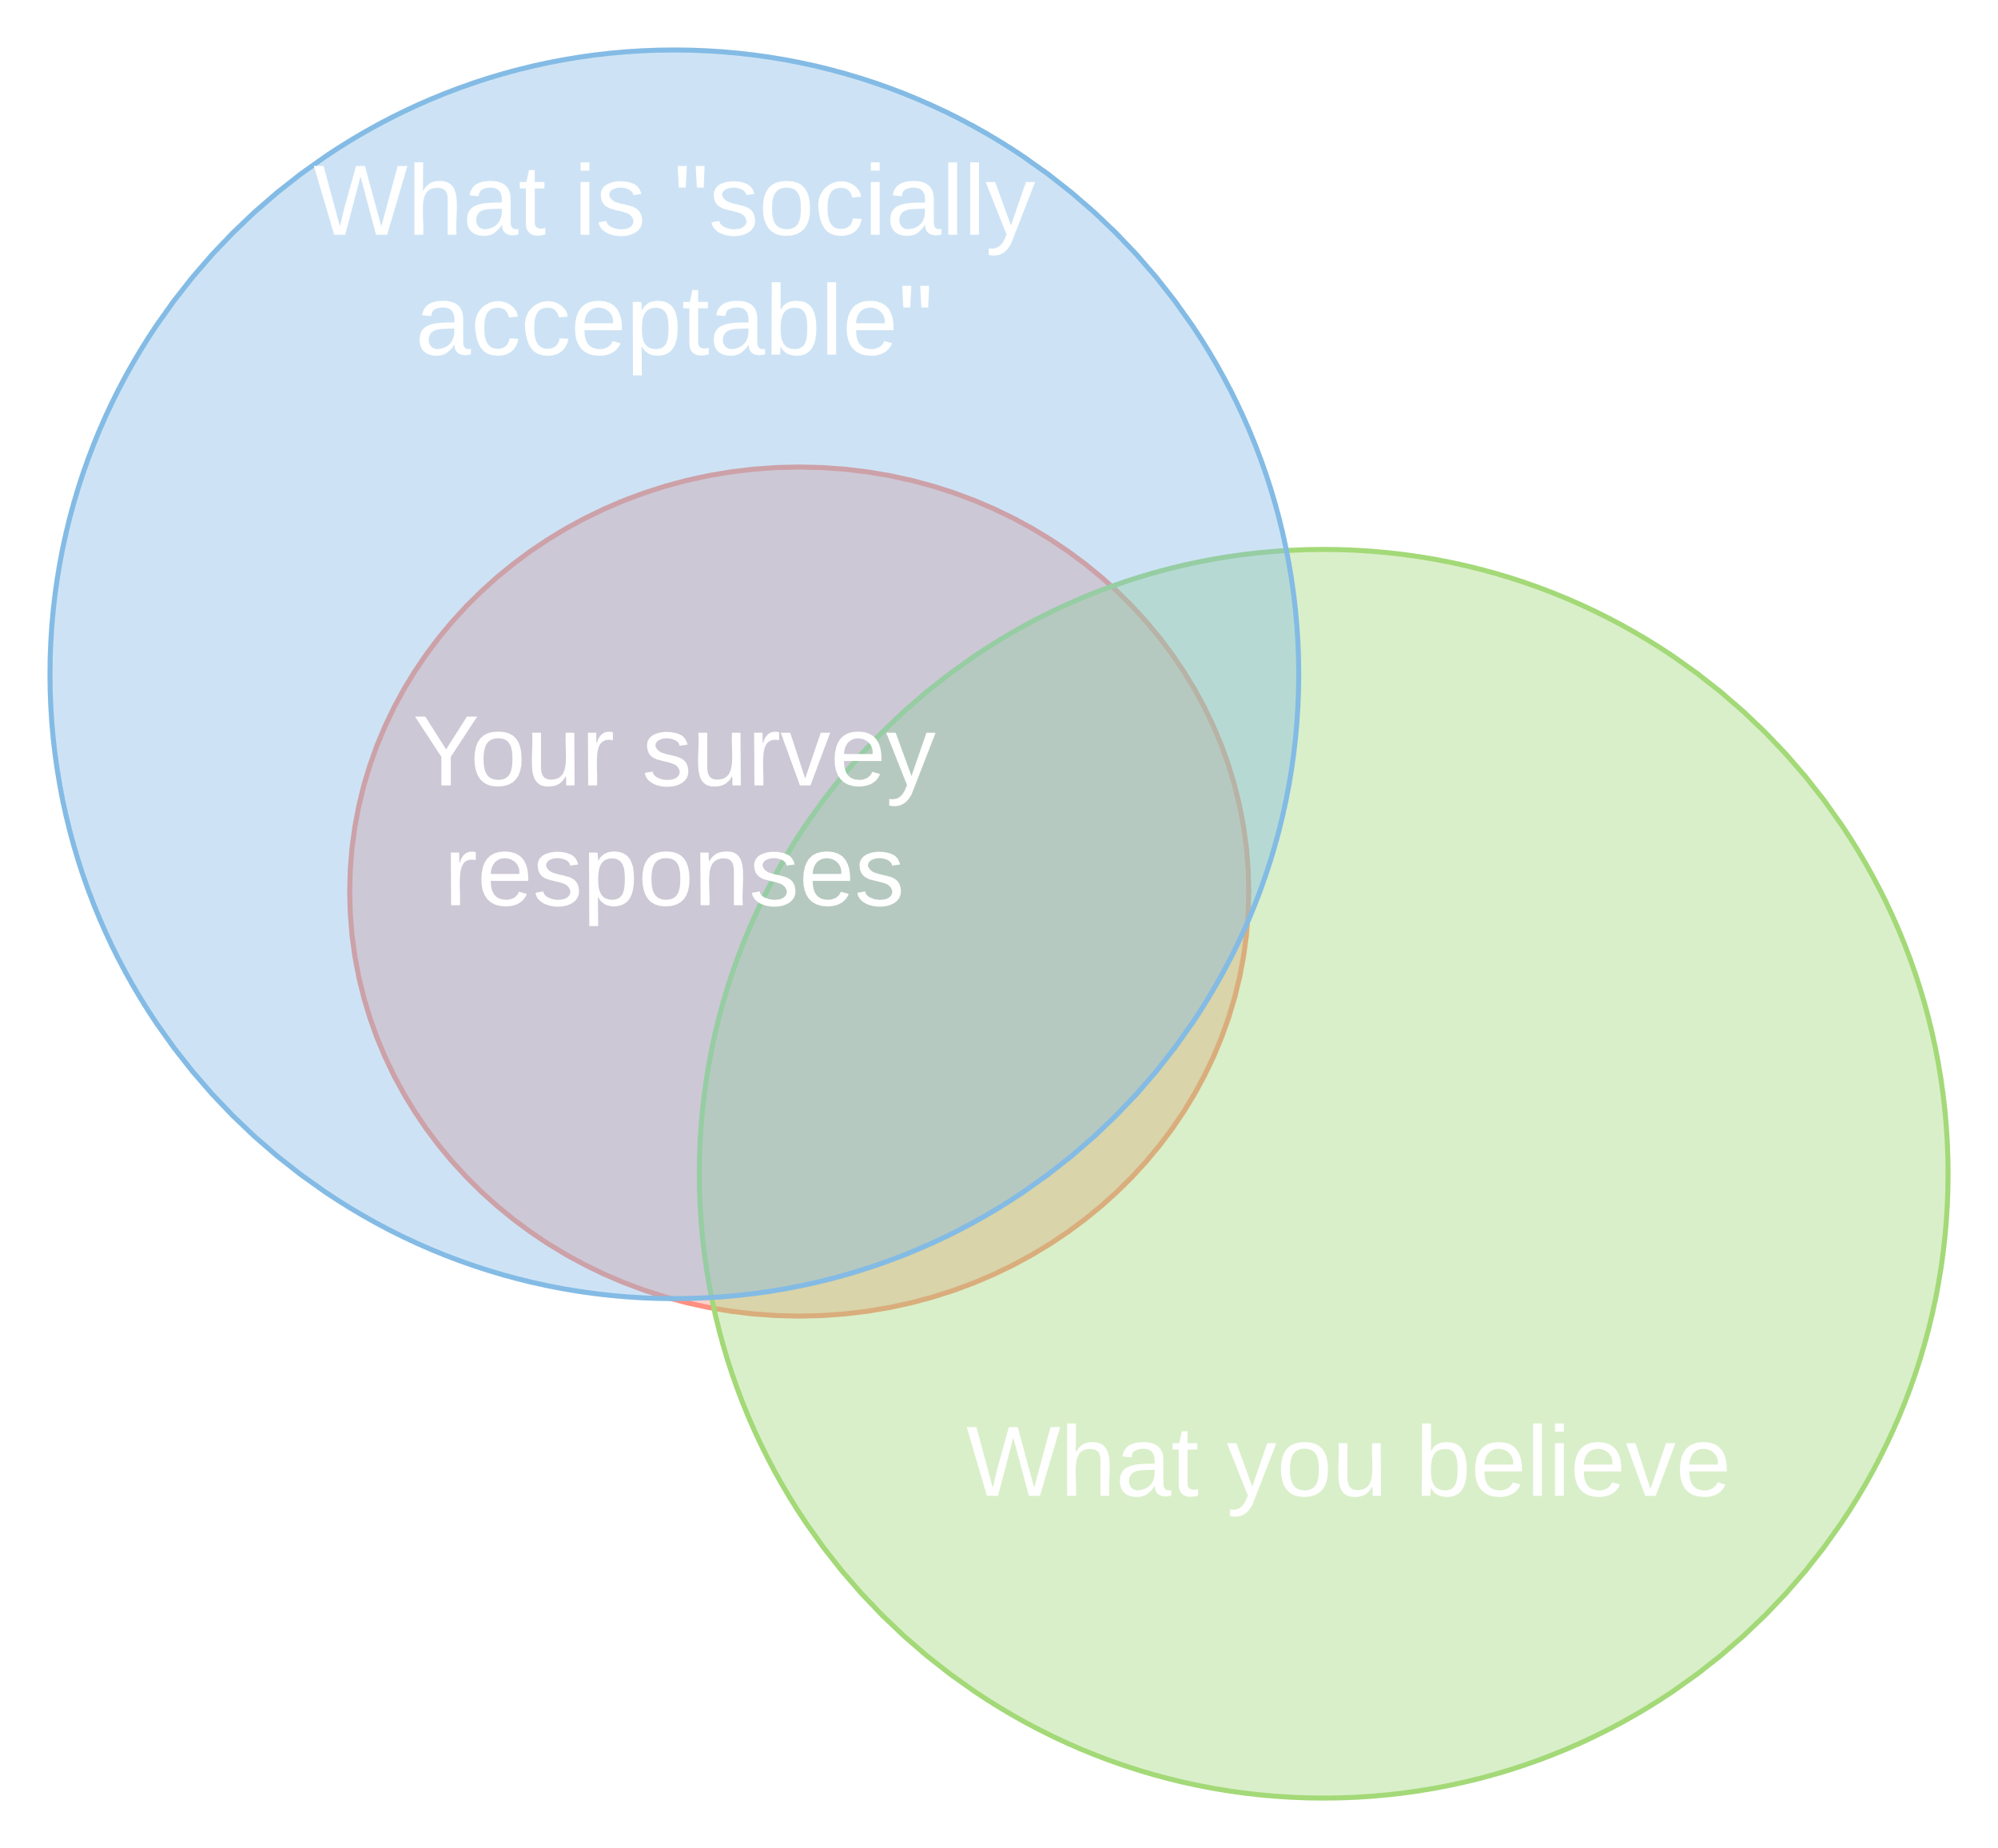 What is "socially
acceptable"
Your survey
responses
What you believe